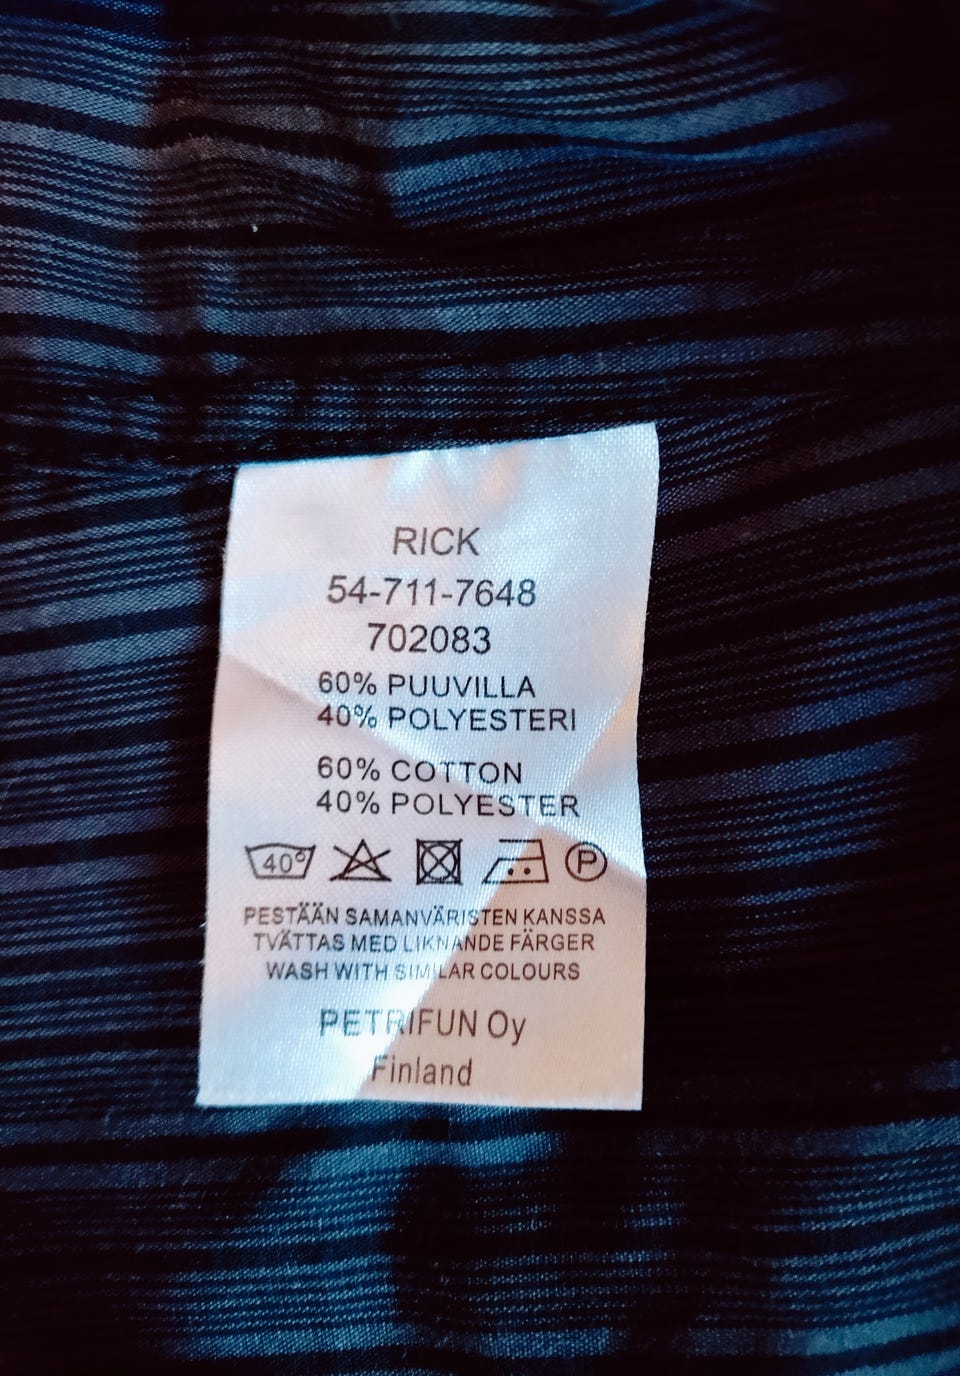 RICK
54-711-7648
702083
60% PUUVILLA
40% POLYESTERI
60% COTTON
40% POLYESTER
40° P
PESTÄÄN SAMANVÄRISTEN KANSSA
TVÄTTAS MED LIKNANDE FÄRGER
WASH WITH SIMILAR COLOURS
PETRIFUN Oy
Finland